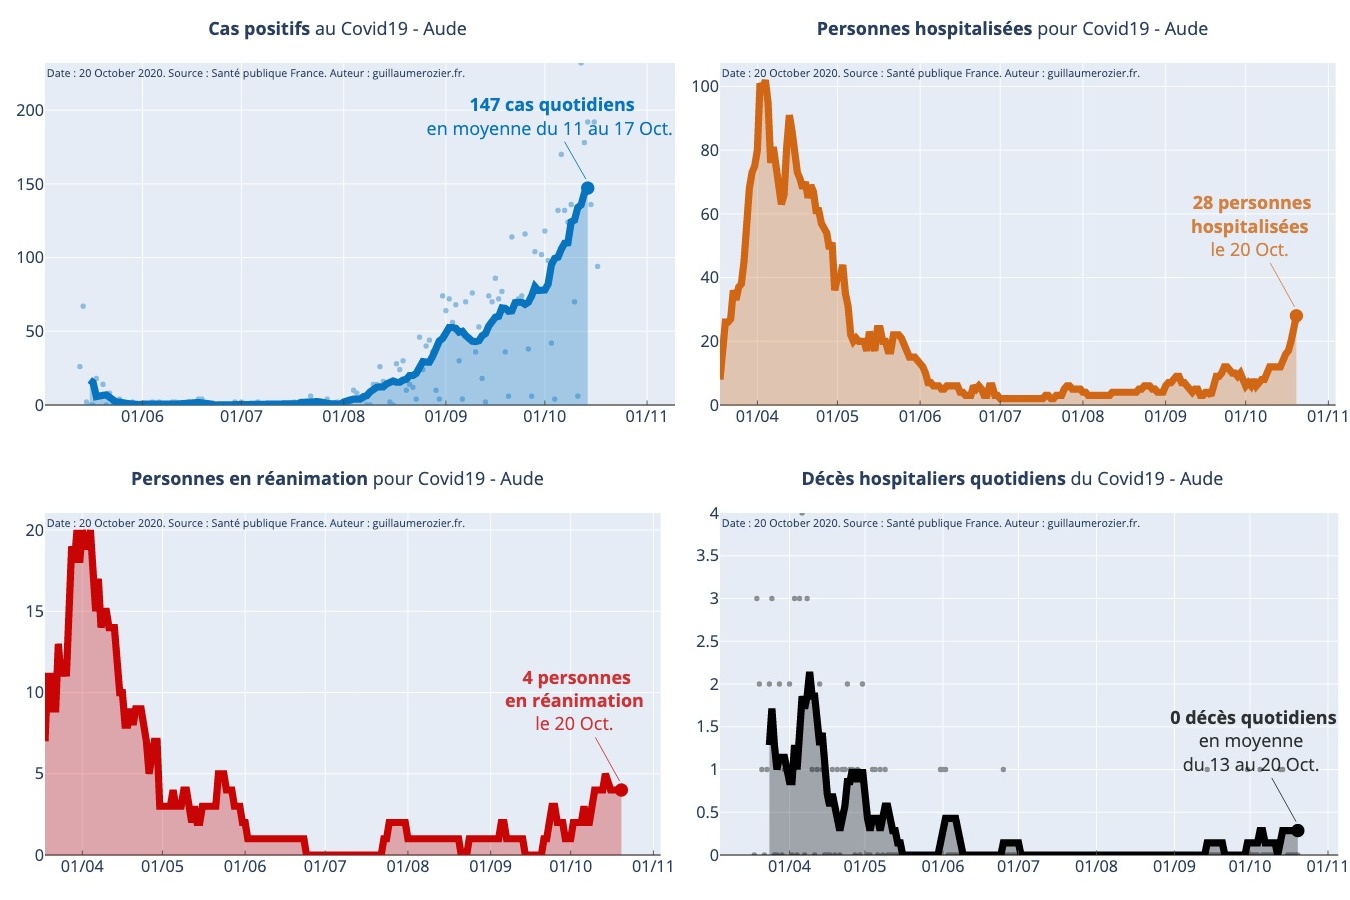 Cas positifs au Covid19 - Aude
Date : 20 October 2020. Source : Santé publique France. Auteur : guillaumerozier.fr.
147 cas quotidiens
en moyenne du 11 au 17 Oct.
200
150
100
50
0
01/06 01/07 01/08 01/09 01/10 01/11
Personnes hospitalisées pour Covid19 - Aude
Date : 20 October 2020. Source : Santé publique France. Auteur : guillaumerozier.fr.
100
80
60
40
20
0
28 personnes
hospitalisées
le 20 Oct.
01/04 01/05 01/06 01/07 01/08 01/09 01/10 01/11
Personnes en réanimation pour Covid19 - Aude
Date : 20 October 2020. Source : Santé publique France. Auteur : guillaumerozier.fr.
20
15
10
5
0
4 personnes
en réanimation
le 20 Oct.
01/04 01/05 01/06 01/07 01/08 01/09 01/10 01/11
Décès hospitaliers quotidiens du Covid19 - Aude
Date : 20 October 2020. Source : Santé publique France. Auteur : guillaumerozier.fr.
4
3.5
3
2.5
2
1.5
1
0.5
0
0 décès quotidiens
en moyenne
du 13 au 20 Oct.
01/04 01/05 01/06 01/07 01/08 01/09 01/10 01/11